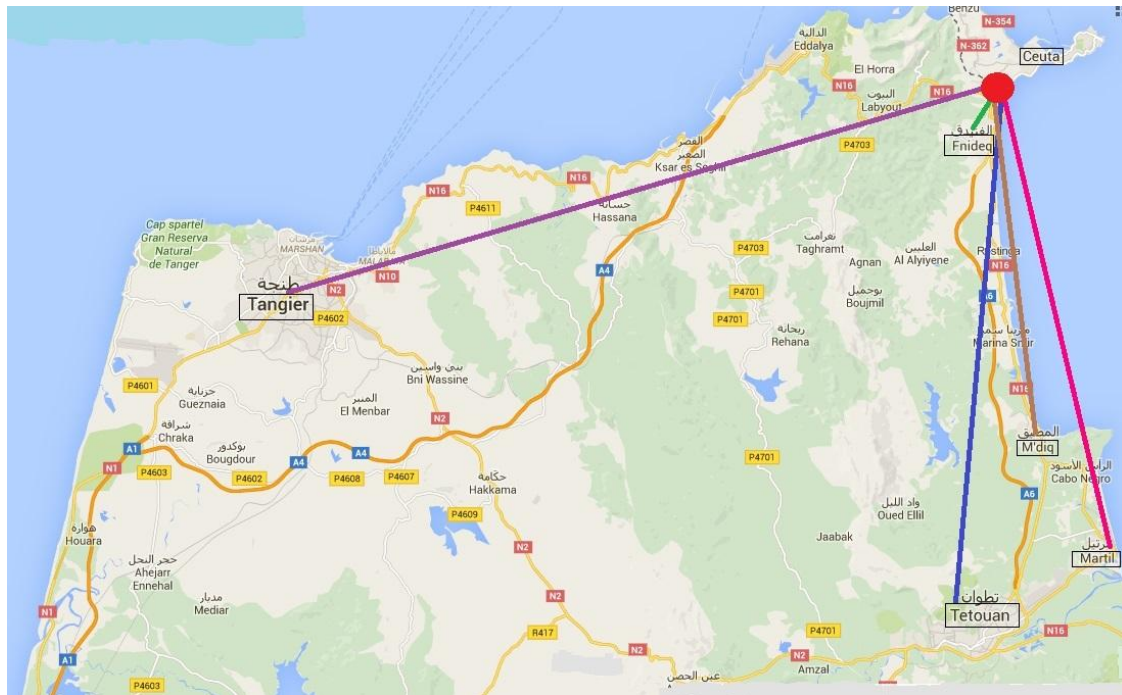 Benzu
N-354
N-362
Ceuta
الدالية
Eddalya
El Horra
N16
البيوت
Labyout
N16
الفنيدق
Fnideq
القصر
الصغير
Ksar es Seghir
P4703
N16
N16
P4611
حسانة
Hassana
Cap spartel
Gran Reserva
Natural
de Tanger
مرشان
MARSHAN
N10
طنجة
Tangier
N2
P4602
A4
P4703
تغرامت
Taghramt
العليين
Al Alyiyene
Agnan
بوجميل
Boujmil
N16
P4701
P4701
A6
ريحانة
Rehana
Marina Smir
N16
P4601
جزناية
Gueznaia
بني واسين
Bni Wassine
المنبر
El Menbar
N2
شراقة
Chraka
A1
بوكدور
Bougdour
A4
A4
N1
P4603
P4602
P4608
P4607
حكامة
Hakkama
P4701
المضيق
M'diq
الرأس الأسود
Cabo Negro
A6
واد الليل
Oued Ellil
P4609
هوارة
Houara
N2
Jaabak
مرتيل
Martil
حجر النحل
Ahejarr
Ennehal
مديار
Mediar
N2
N1
تطوان
Tetouan
R417
P4701
N16
N2
N2
Amzal
A1
عين الحصن
P4603